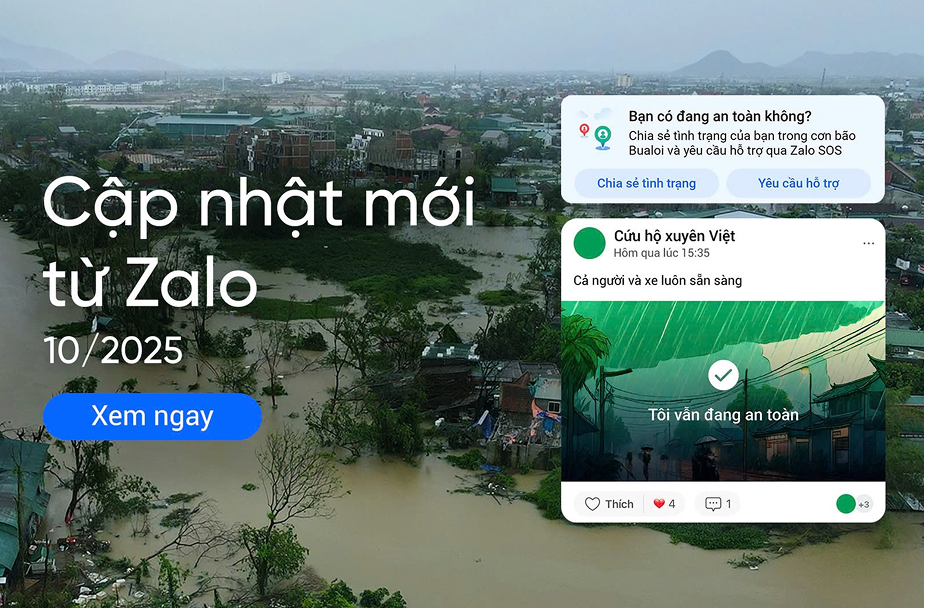 Cập nhật mới
từ Zalo
10/2025
Xem ngay
Bạn có đang an toàn không?
Chia sẻ tình trạng của bạn trong cơn bão
Bualoi và yêu cầu hỗ trợ qua Zalo SOS
Chia sẻ tình trạng
Yêu cầu hỗ trợ
Cứu hộ xuyên Việt
Hôm qua lúc 15:35
Cả người và xe luôn sẵn sàng
Tôi vẫn đang an toàn
Thích
4
1
+3